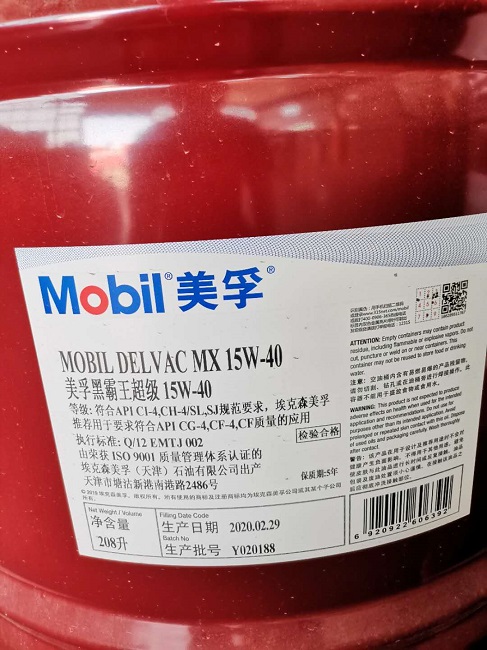 Mobil® 美孚®
MOBIL DELVAC MX 15W-40
美孚黑霸王超级 15W-40
等级: 符合API CI-4,CH-4/SL,SJ规范要求，埃克森美孚
推荐用于要求符合API CG-4,CF-4,CF质量的应用
执行标准: Q/12 EMTJ 002
检验合格
由荣获 ISO 9001 质量管理体系认证的
埃克森美孚（天津）石油有限公司出产
天津市塘沽新港南港路2486号
保质期:5年
Net Weight / Volume
净含量
208升
Filling Date Code
生产日期 2020.02.29
Batch No
生产批号 Y020188
ATTENTION: Empty containers may contain product
residue, including flammable or explosive vapors. Do not
cut, puncture or weld on or near containers. This
container may not be reused to store food or drinking
water.
WARNING: This product is not expected to produce
adverse effects on health when used for the intended
application and recommendations. Do not use for
purposes other than its intended use. Avoid
prolonged or repeated skin contact with
of used oils and packaging carefully. Wash thoroughly
after contact.
6 920922 606392